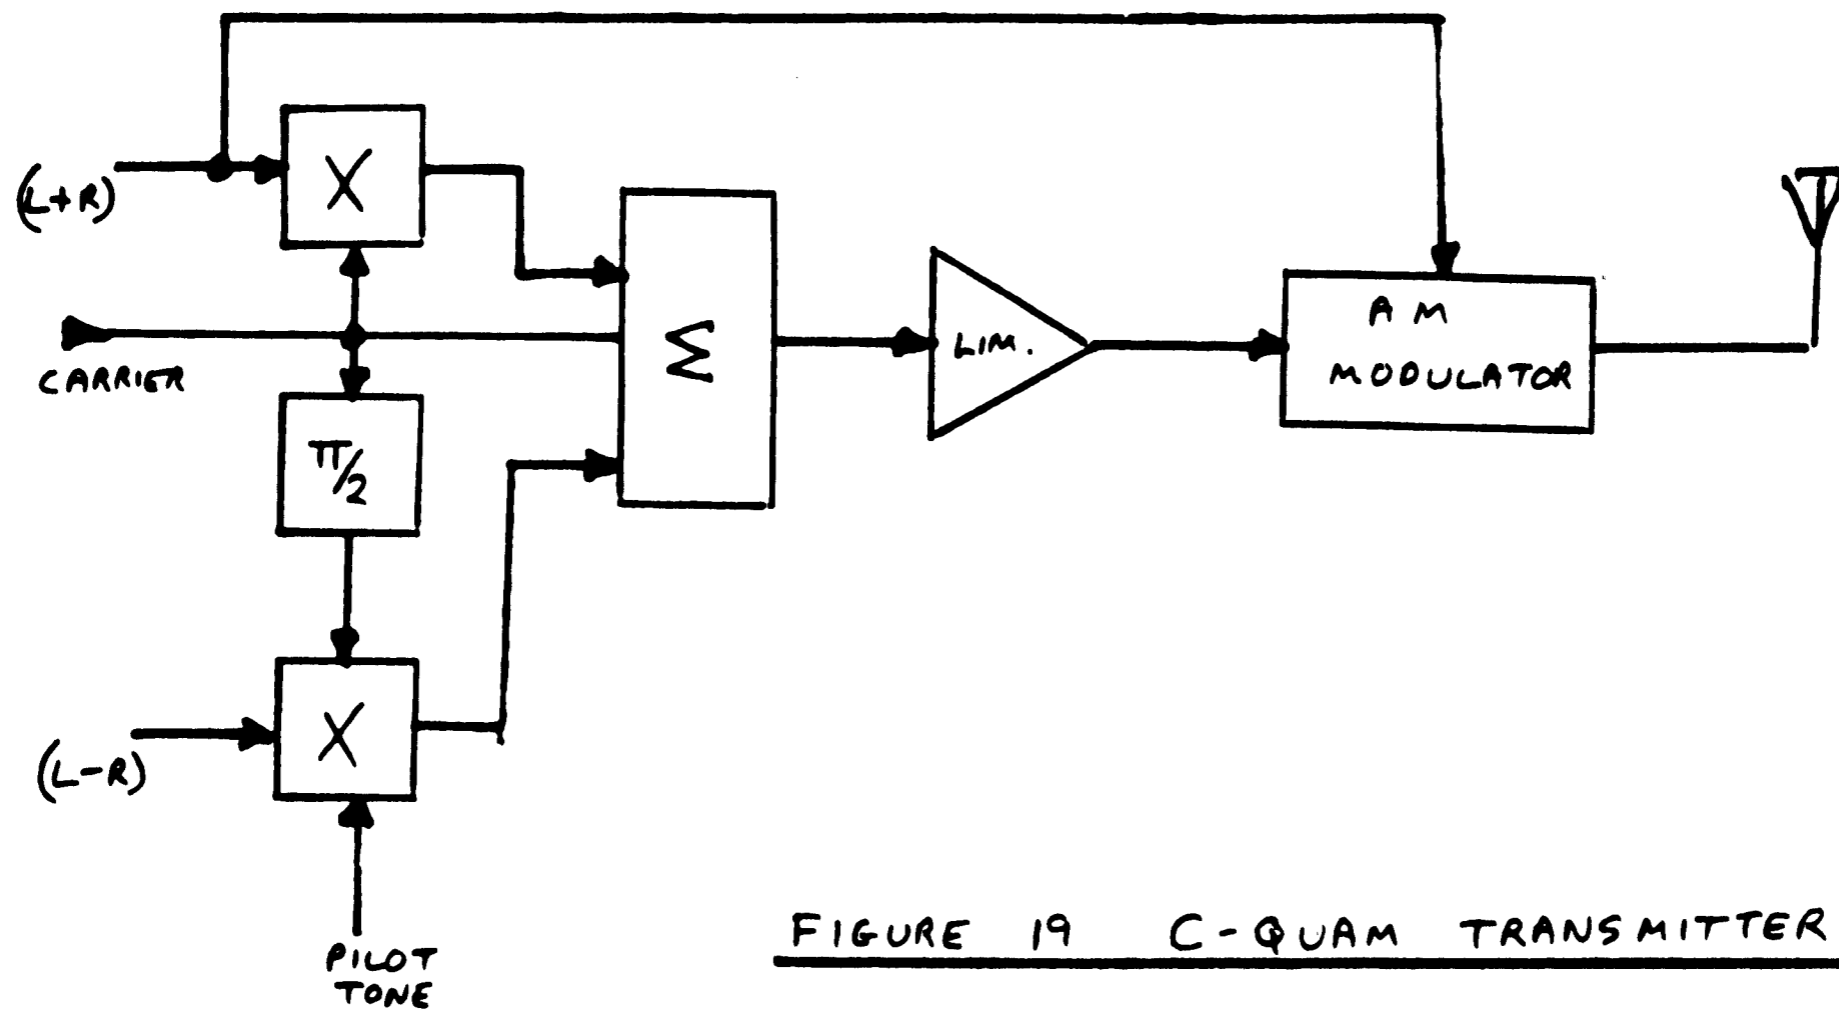 (L+R)
X
CARRIER
π/2
Σ
LIM.
AM
MODULATOR
(L-R)
X
PILOT
TONE
FIGURE 19 C-QUAM TRANSMITTER